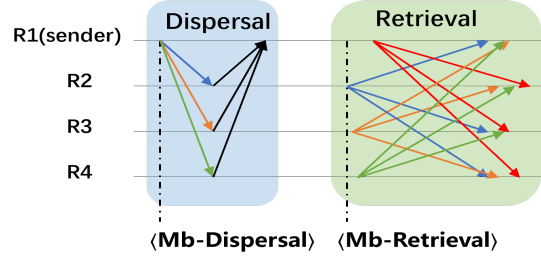 Dispersal
Retrieval
R1(sender)
R2
R3
R4
⟨Mb-Dispersal⟩
⟨Mb-Retrieval⟩